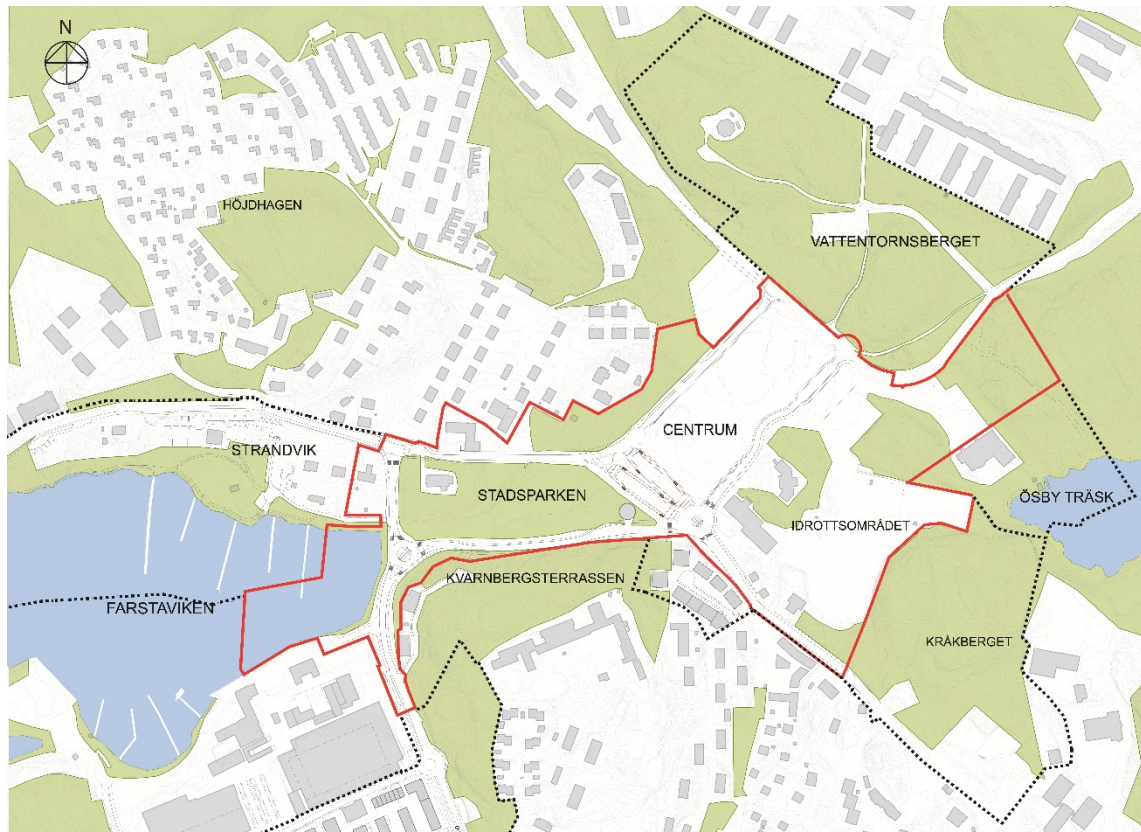 N
HÖJDHAGEN
VATTENTORNSBERGET
CENTRUM
STRANDVIK
STADSPARKEN
ÖSBY TRÄSK
IDROTTSOMRÅDET
KVARNBERGSTERRASSEN
FARSTAVIKEN
KRÅKBERGET